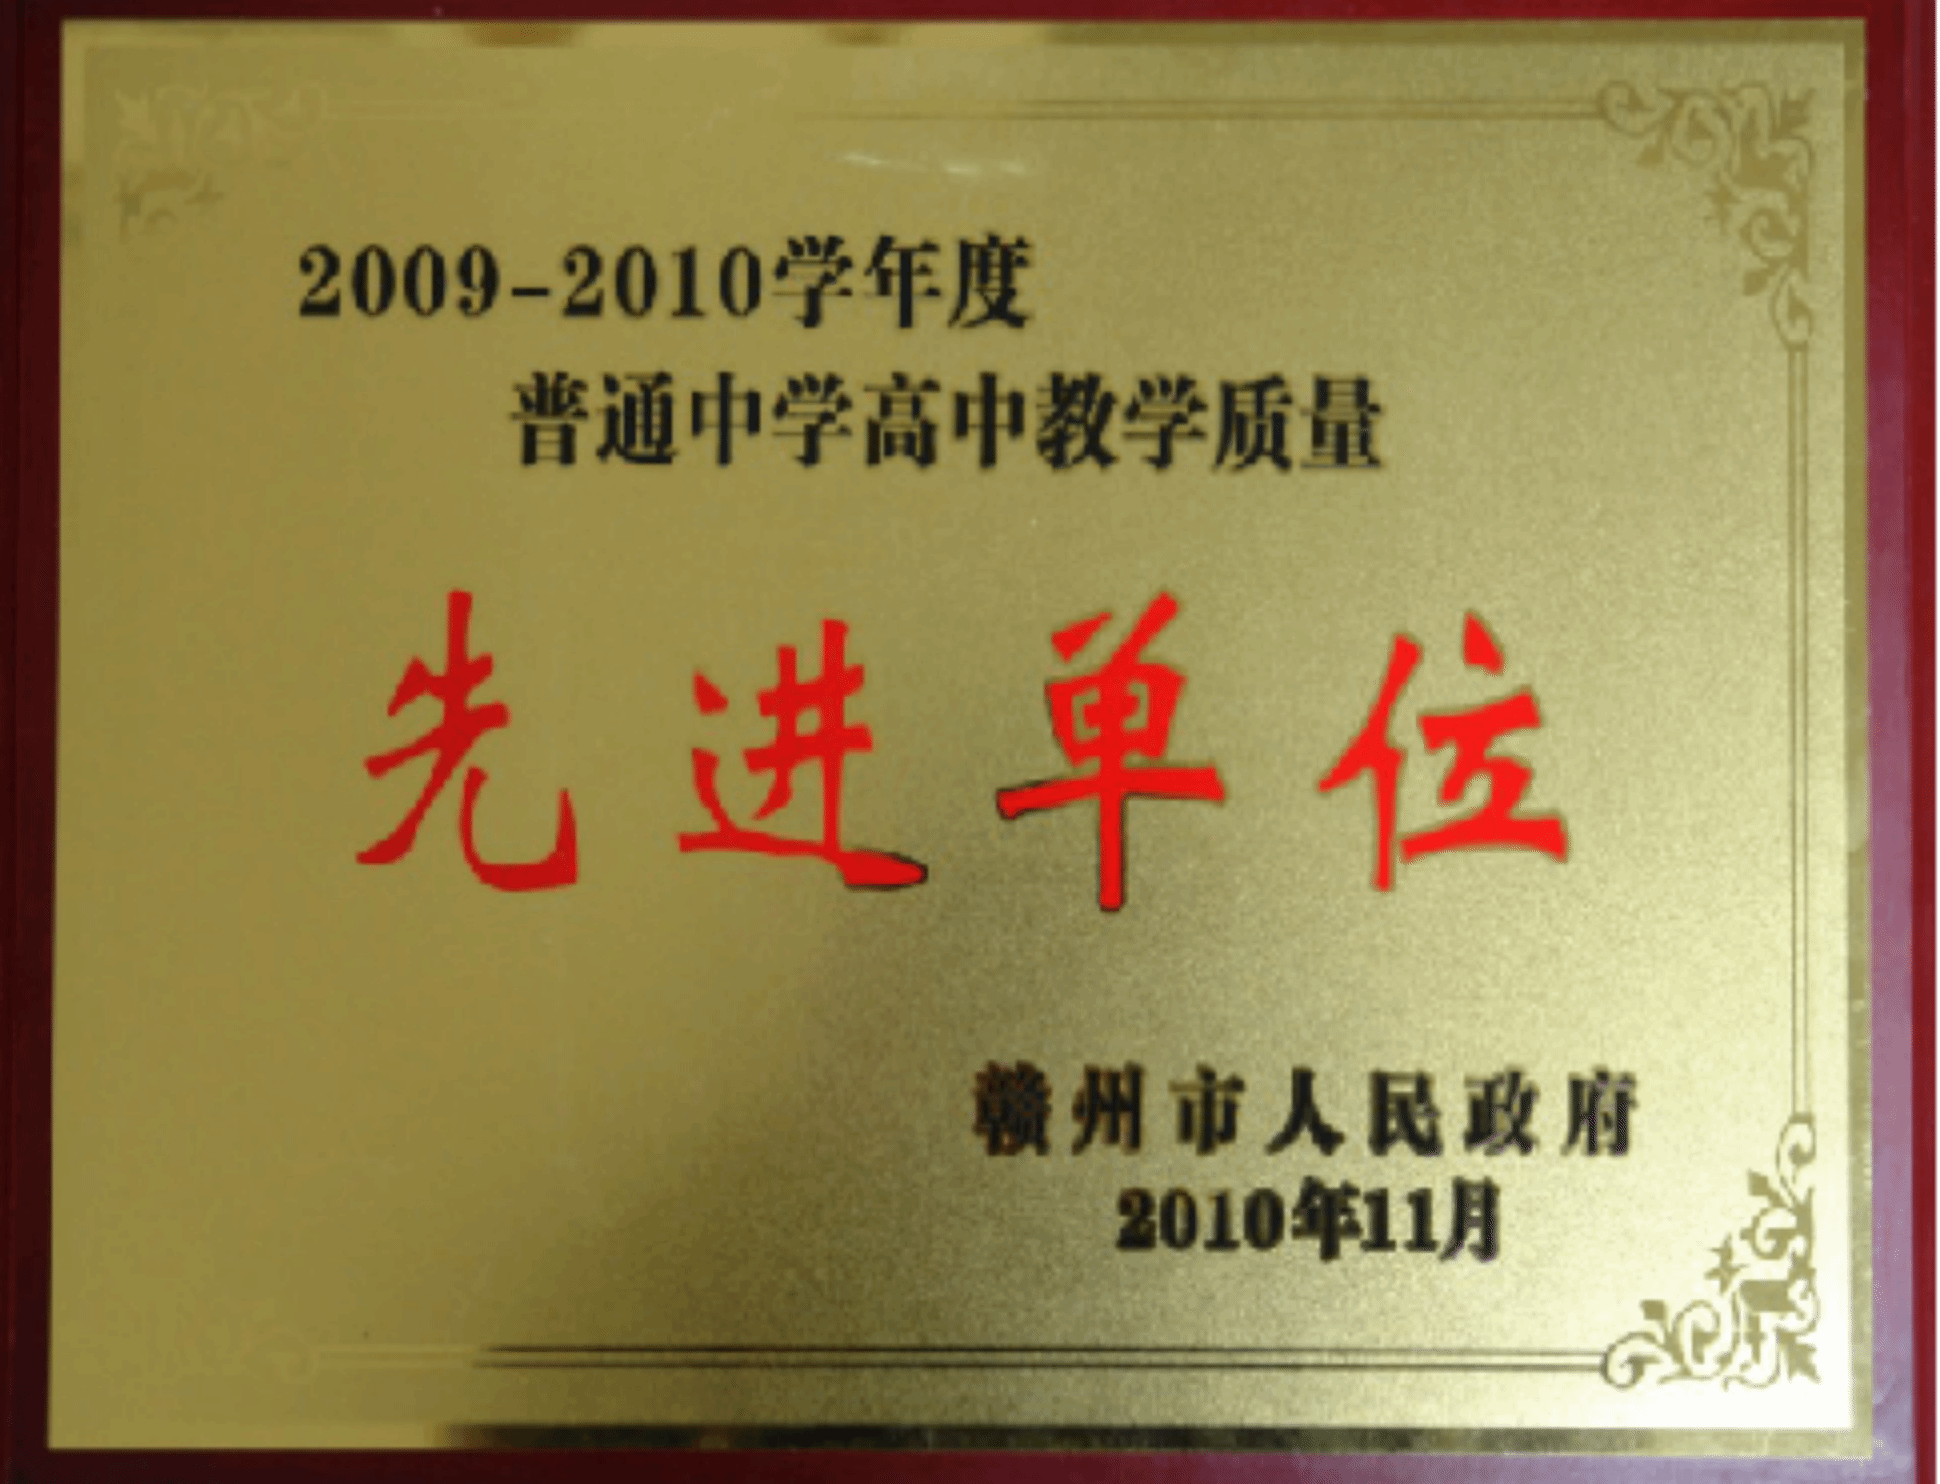 2009-2010学年度
普通中学高中教学质量
先进单位
赣州市人民政府
2010年11月